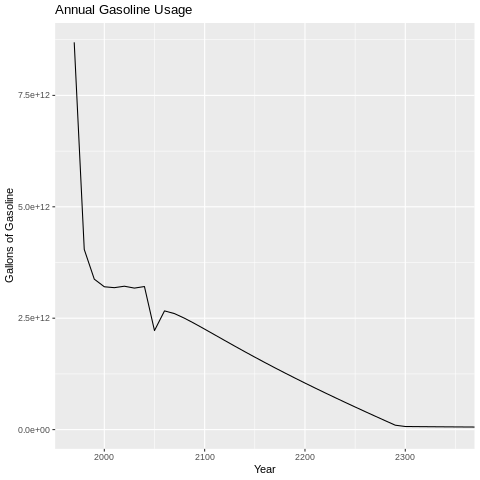 Annual Gasoline Usage
Gallons of Gasoline
7.5e+12
5.0e+12
2.5e+12
0.0e+00
2000 2100 2200 2300
Year